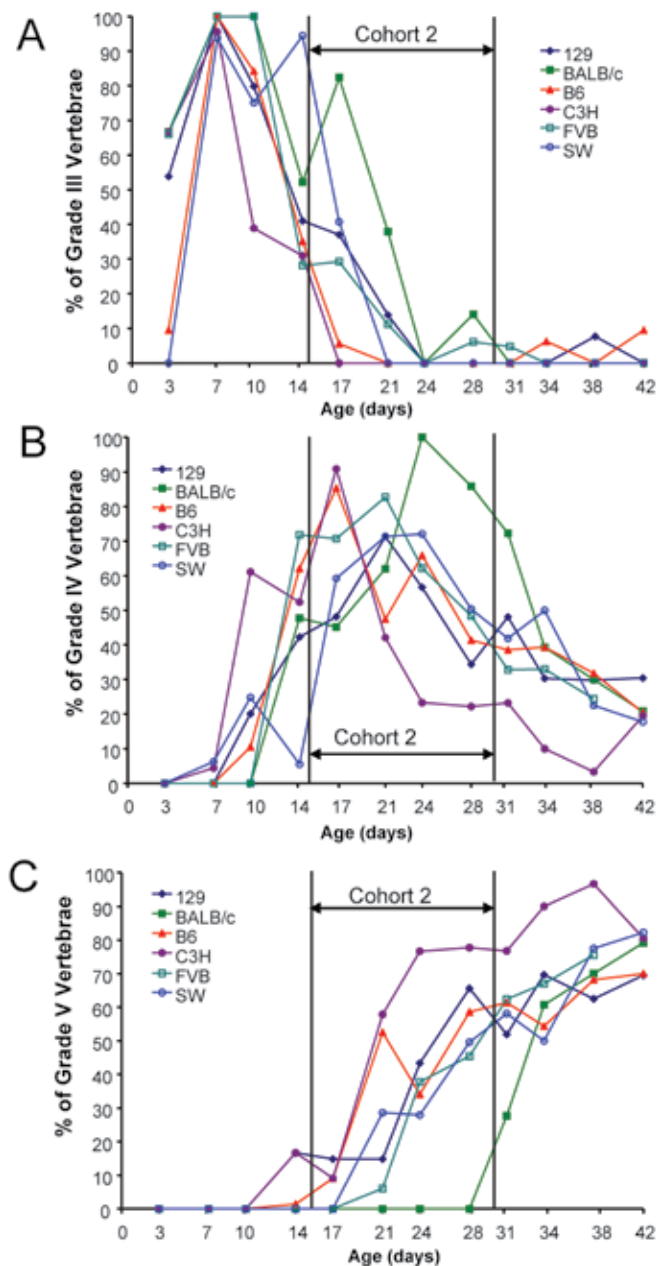 A
% of Grade III Vertebrae
100
90
80
70
60
50
40
30
20
10
0
Cohort 2
129
BALB/c
B6
C3H
FVB
SW
0 3 7 10 14 17 21 24 28 31 34 38 42
Age (days)
B
% of Grade IV Vertebrae
100
90
80
70
60
50
40
30
20
10
0
129
BALB/c
B6
C3H
FVB
SW
Cohort 2
0 3 7 10 14 17 21 24 28 31 34 38 42
Age (days)
C
% of Grade V Vertebrae
100
90
80
70
60
50
40
30
20
10
0
129
BALB/c
B6
C3H
FVB
SW
Cohort 2
0 3 7 10 14 17 21 24 28 31 34 38 42
Age (days)